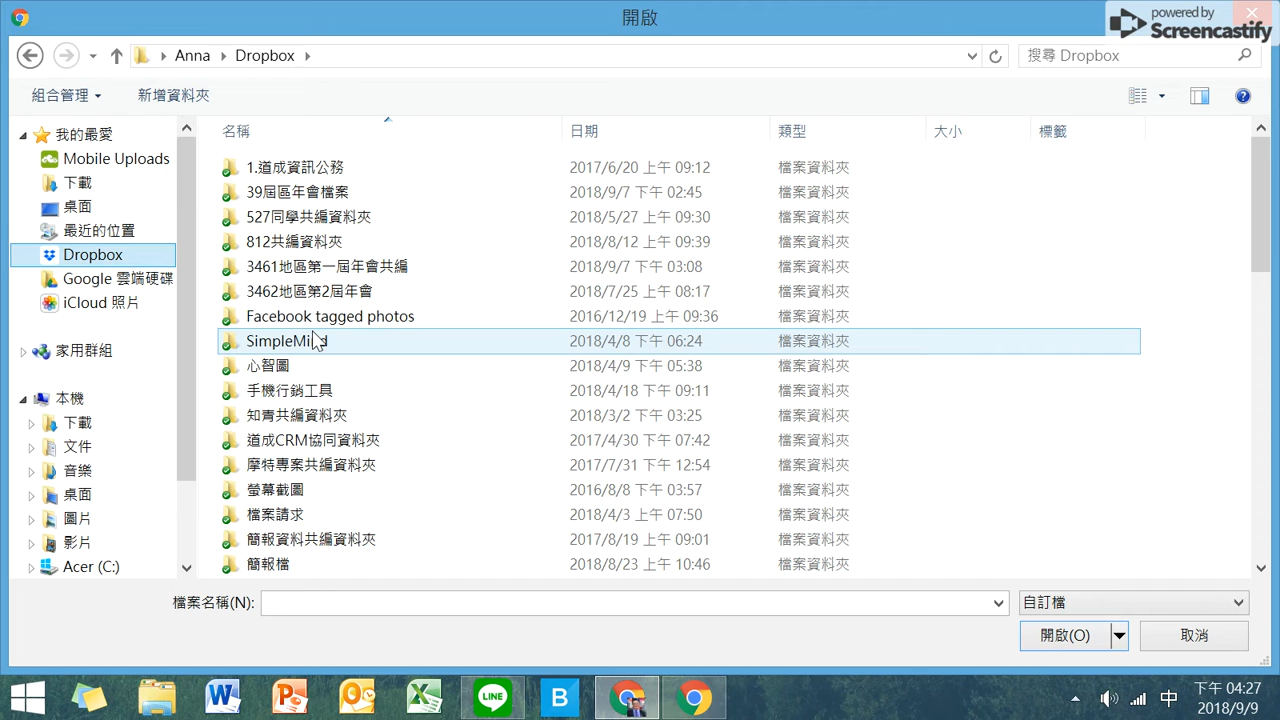 開啟
powered by
Screencastify
Anna
Dropbox
搜尋 Dropbox
組合管理
新增資料夾
我的最愛
Mobile Uploads
下載
桌面
最近的位置
Dropbox
Google 雲端硬碟
iCloud 照片
家用群組
本機
下載
文件
音樂
桌面
圖片
影片
Acer (C:)
名稱 日期 類型 大小 標籤
1.道成資訊公務 2017/6/20 上午 09:12 檔案資料夾
39屆區年會檔案 2018/9/7 下午 02:45 檔案資料夾
527同學共編資料夾 2018/5/27 上午 09:30 檔案資料夾
812共編資料夾 2018/8/12 上午 09:39 檔案資料夾
3461地區第一屆年會共編 2018/9/7 下午 03:08 檔案資料夾
3462地區第2屆年會 2018/7/25 上午 08:17 檔案資料夾
Facebook tagged photos 2016/12/19 上午 09:36 檔案資料夾
SimpleMind 2018/4/8 下午 06:24 檔案資料夾
心智圖 2018/4/9 下午 05:38 檔案資料夾
手機行銷工具 2018/4/18 下午 09:11 檔案資料夾
知青共編資料夾 2018/3/2 下午 03:25 檔案資料夾
道成CRM協同資料夾 2017/4/30 下午 07:42 檔案資料夾
摩特專案共編資料夾 2017/7/31 下午 12:54 檔案資料夾
螢幕截圖 2016/8/8 下午 03:57 檔案資料夾
檔案請求 2018/4/3 上午 07:50 檔案資料夾
簡報資料共編資料夾 2017/8/19 上午 09:01 檔案資料夾
簡報檔 2018/8/23 上午 10:46 檔案資料夾
檔案名稱(N):
自訂檔
開啟(O)
取消
LINE
B
中
下午 04:27
2018/9/9